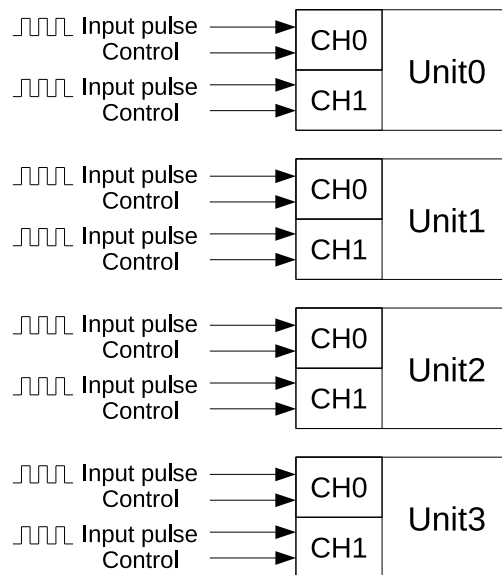 Input pulse
Control
CH0
Input pulse
Control
CH1
Unit0
Input pulse
Control
CH0
Input pulse
Control
CH1
Unit1
Input pulse
Control
CH0
Input pulse
Control
CH1
Unit2
Input pulse
Control
CH0
Input pulse
Control
CH1
Unit3